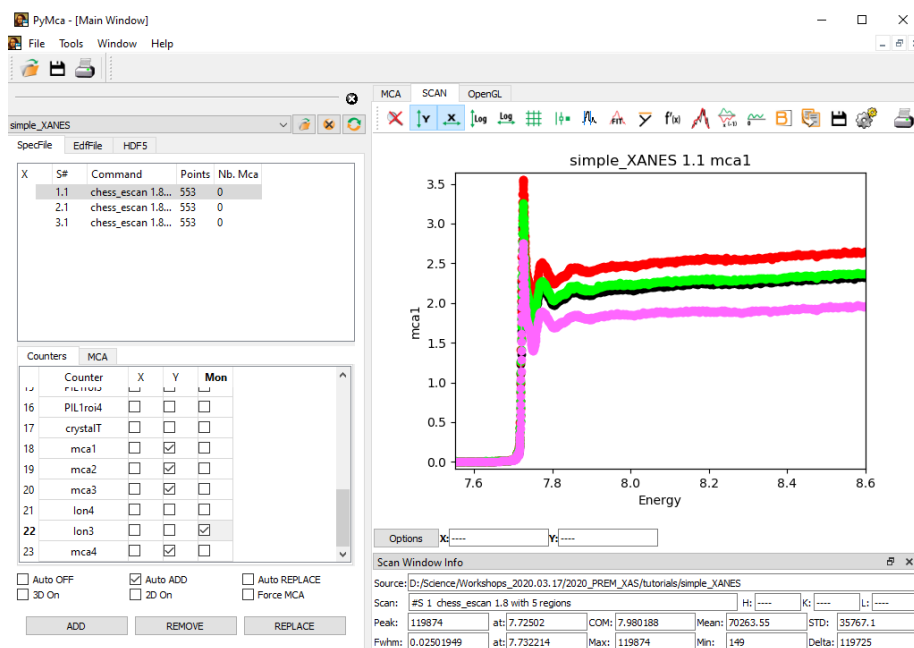 PyMca - [Main Window]
File Tools Window Help
MCA SCAN OpenGL
simple_XANES
SpecFile EdfFile HDF5
X S# Command Points Nb. Mca
1.1 chess_escan 1.8... 553 0
2.1 chess_escan 1.8... 553 0
3.1 chess_escan 1.8... 553 0
Counters MCA
Counter X Y Mon
16 PIL1roi4
17 crystalT
18 mca1
19 mca2
20 mca3
21 Ion4
22 Ion3
23 mca4
Auto OFF Auto ADD Auto REPLACE
3D On 2D On Force MCA
ADD REMOVE REPLACE
Y X Log Log FIT f'(x) B
simple_XANES 1.1 mca1
3.5
3.0
2.5
2.0
1.5
1.0
0.5
0.0
mca1
7.6 7.8 8.0 8.2 8.4 8.6
Energy
Options X: ---- Y: ----
Scan Window Info
Source: D:/Science/Workshops_2020.03.17/2020_PREM_XAS/tutorials/simple_XANES
Scan: #S 1 chess_escan 1.8 with 5 regions H: ---- K: ---- L: ----
Peak: 119874 at: 7.72502 COM: 7.980188 Mean: 70263.55 STD: 35767.1
Fwhm: 0.02501949 at: 7.732214 Max: 119874 Min: 149 Delta: 119725